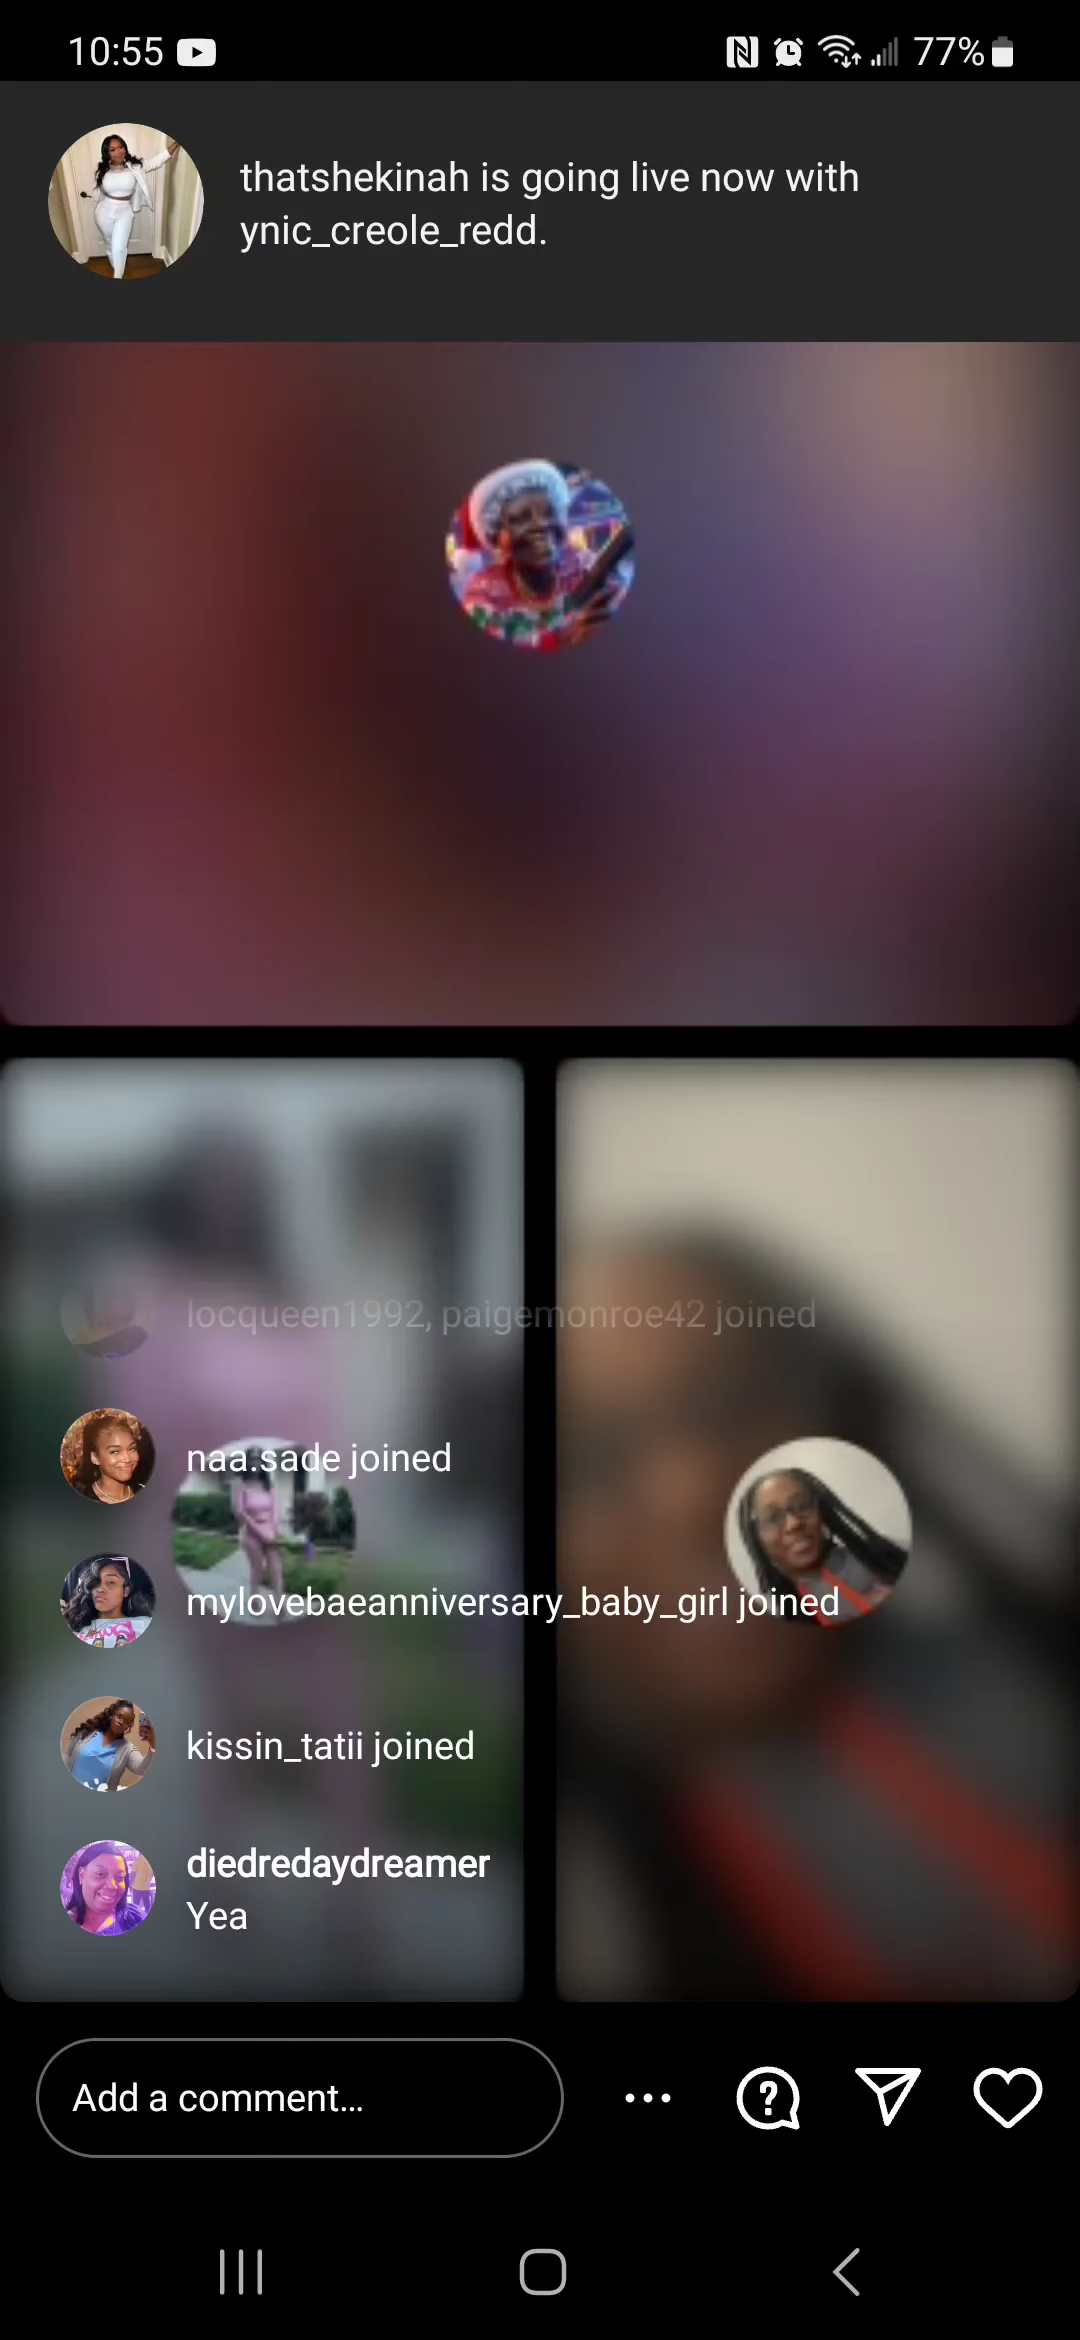 10:55
77%
thatshekinah is going live now with
ynic_creole_redd.
locqueen1992, paigemonroe42 joined
naa.sade joined
mylovebaeanniversary_baby_girl joined
kissin_tatii joined
diedredaydreamer
Yea
Add a comment...